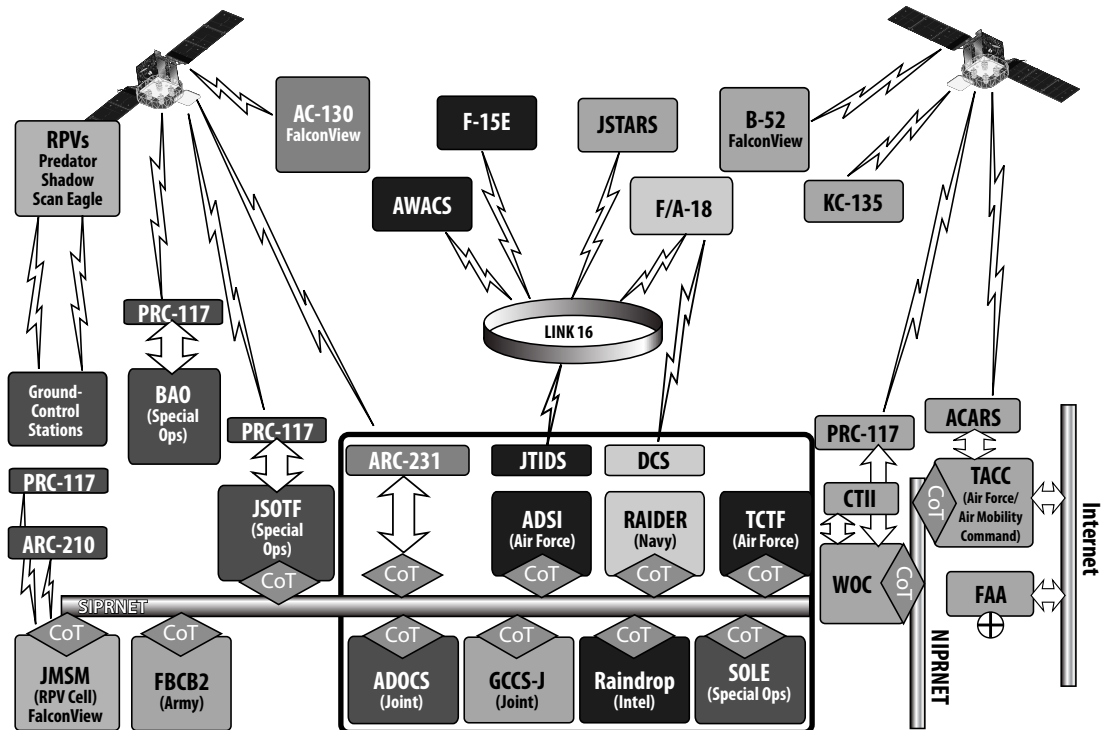 RPVs
Predator
Shadow
Scan Eagle
AC-130
FalconView
F-15E
JSTARS
B-52
FalconView
AWACS
F/A-18
KC-135
PRC-117
LINK 16
BAO
(Special
Ops)
Ground-
Control
Stations
PRC-117
PRC-117
ACARS
ARC-231
JTIDS
DCS
PRC-117
JSOTF
(Special
Ops)
CoT
ADSI
(Air Force)
CoT
RAIDER
(Navy)
CoT
TCTF
(Air Force)
CoT
CoT
CTII
CoT
TACC
(Air Force/
Air Mobility
Command)
Internet
ARC-210
WOC
CoT
FAA
SIPRNET
NIPRNET
CoT
JMSM
(RPV Cell)
FalconView
CoT
FBCB2
(Army)
CoT
ADOCS
(Joint)
CoT
GCCS-J
(Joint)
CoT
Raindrop
(Intel)
CoT
SOLE
(Special Ops)